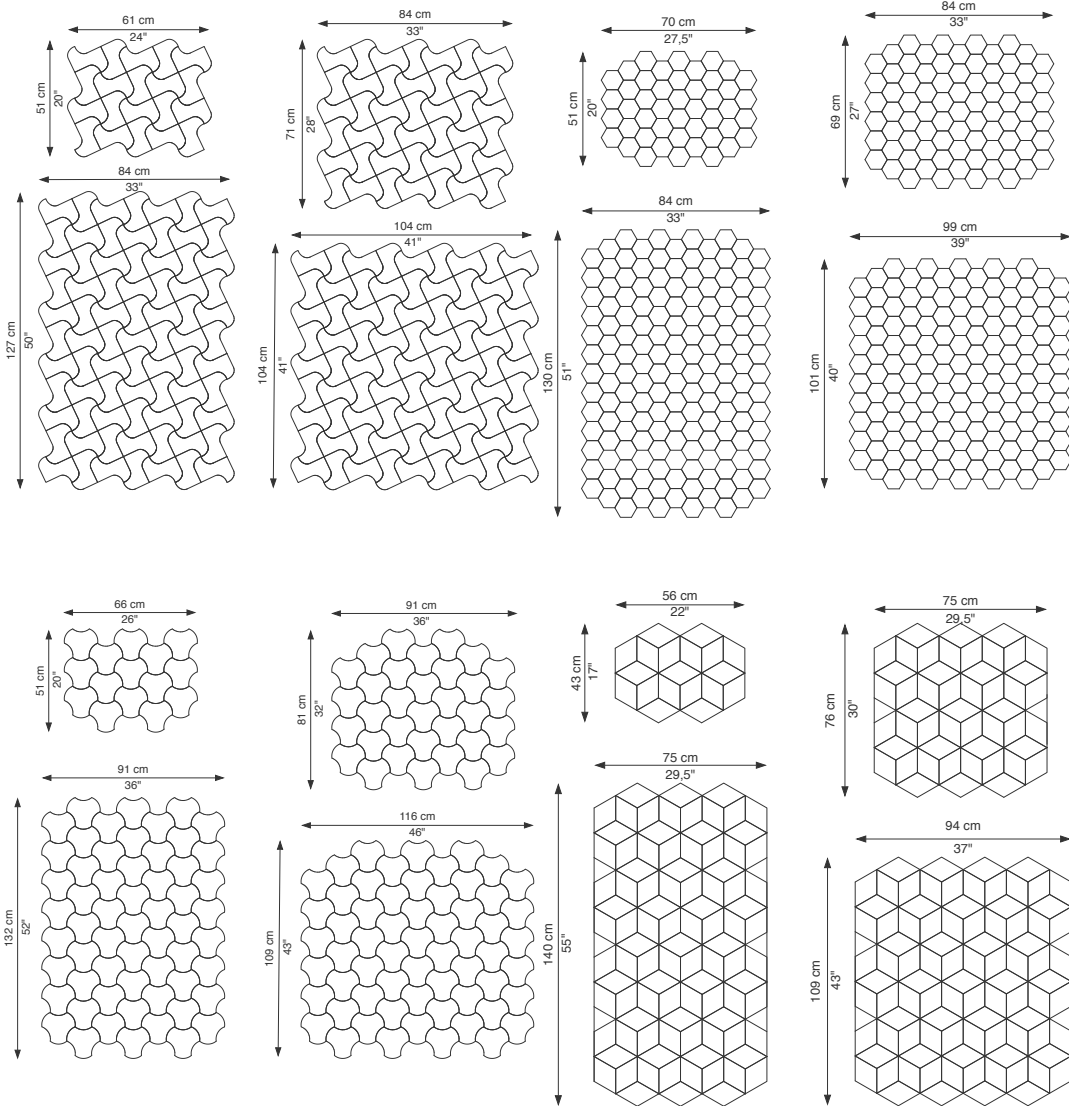 61 cm
24"
51 cm
20"
84 cm
33"
71 cm
28"
70 cm
27,5"
51 cm
20"
84 cm
33"
69 cm
27"
84 cm
33"
127 cm
50"
104 cm
41"
104 cm
41"
84 cm
33"
130 cm
51"
99 cm
39"
101 cm
40"
66 cm
26"
51 cm
20"
91 cm
36"
81 cm
32"
56 cm
22"
43 cm
17"
75 cm
29,5"
76 cm
30"
91 cm
36"
132 cm
52"
116 cm
46"
109 cm
43"
75 cm
29,5"
140 cm
55"
94 cm
37"
109 cm
43"